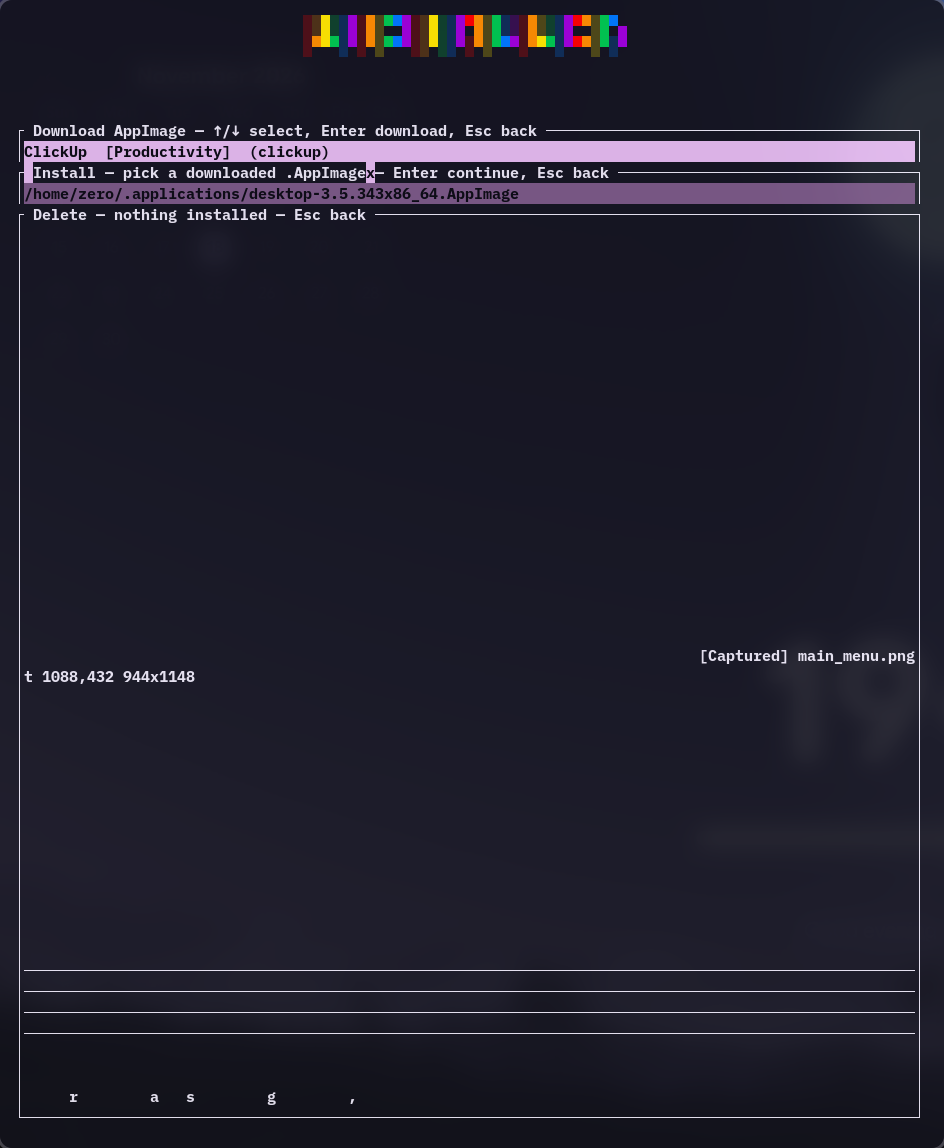 Download AppImage — ↑/↓ select, Enter download, Esc back
ClickUp [Productivity] (clickup)
Install — pick a downloaded .AppImagex— Enter continue, Esc back
/home/zero/.applications/desktop-3.5.343x86_64.AppImage
Delete — nothing installed — Esc back
[Captured] main_menu.png
t 1088,432 944x1148
19
r a s g ,